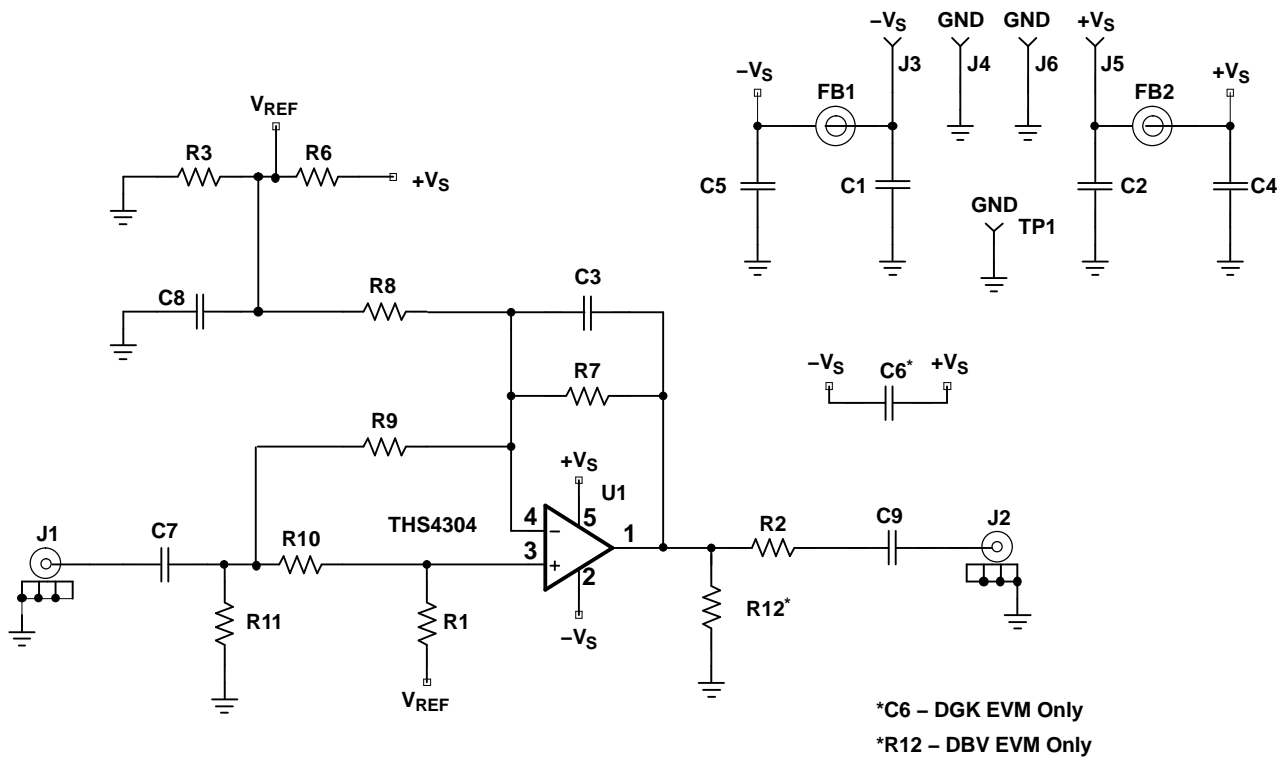 −VS GND GND +VS
J3 J4 J6 J5
−VS FB1 FB2 +VS
C5 C1 C2 C4
GND
TP1
VREF
R3 R6
+VS
C8 R8 C3
R7
−VS C6* +VS
R9
+VS
U1
THS4304
4 − 5 1
3 + 2
−VS
J1 C7 R10
R11 R1
VREF
R2 C9 J2
R12*
*C6 – DGK EVM Only
*R12 – DBV EVM Only